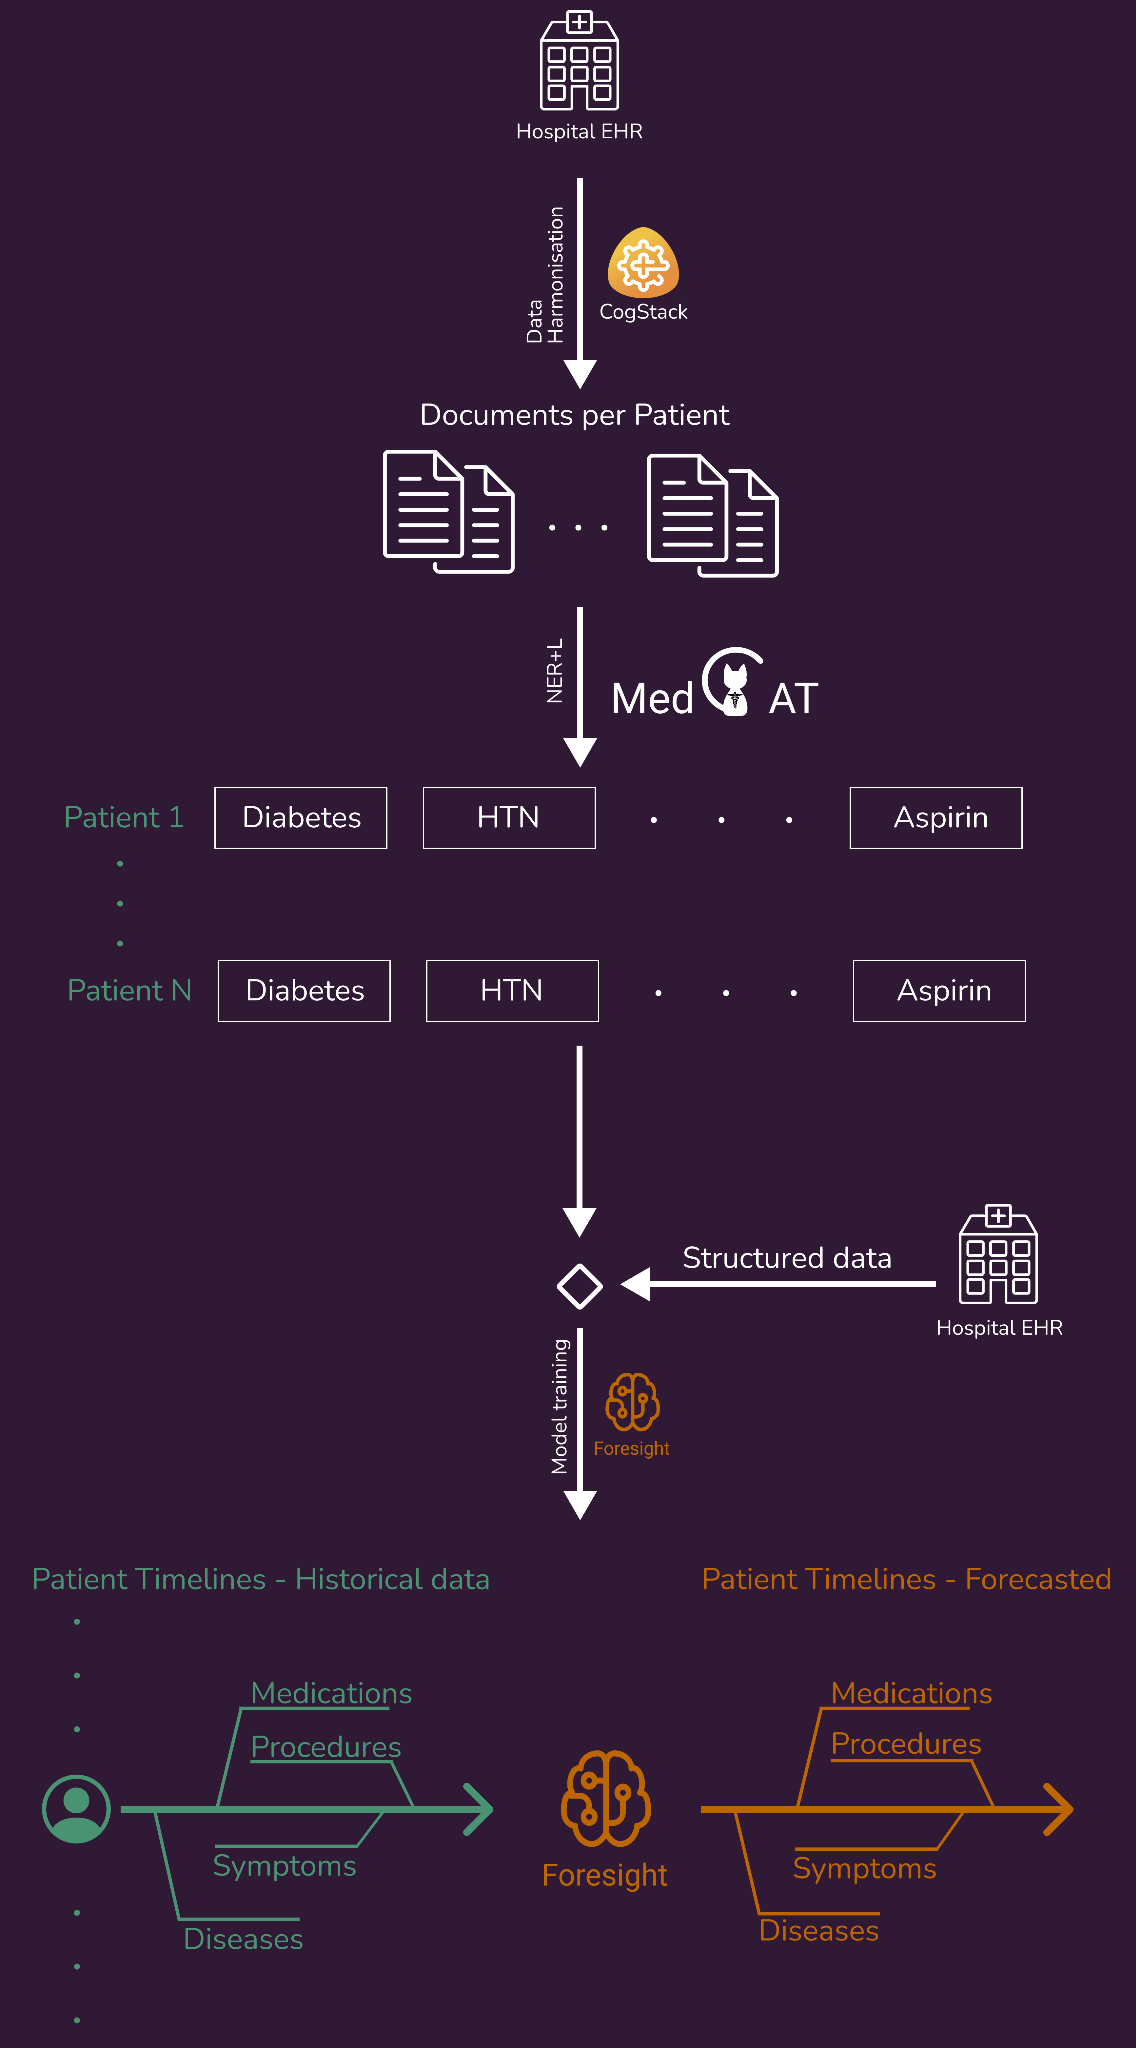 Hospital EHR
Data
Harmonisation
CogStack
Documents per Patient
NER+L
Med AT
Patient 1 Diabetes HTN Aspirin
Patient N Diabetes HTN Aspirin
Structured data
Hospital EHR
Model training
Foresight
Patient Timelines - Historical data
Patient Timelines - Forecasted
Medications
Procedures
Symptoms
Diseases
Foresight
Medications
Procedures
Symptoms
Diseases